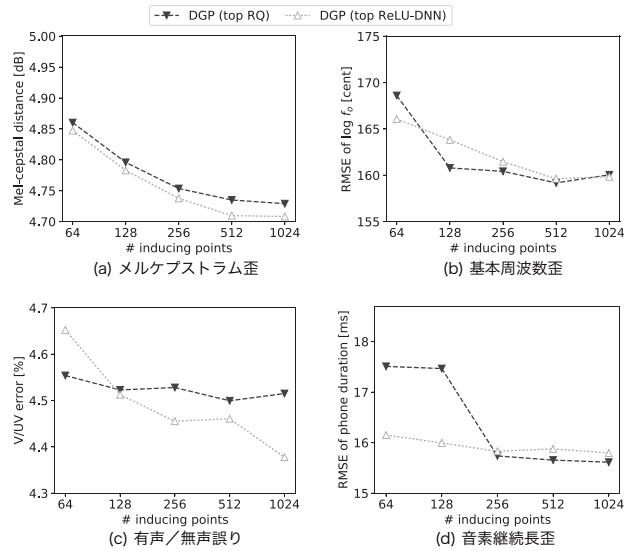 DGP (top RQ) DGP (top ReLU-DNN)
5.00
4.95
4.90
4.85
4.80
4.75
4.70
Mel-cepstal distance [dB]
64 128 256 512 1024
# inducing points
(a) メルケプストラム歪
175
170
165
160
155
RMSE of log fo [cent]
64 128 256 512 1024
# inducing points
(b) 基本周波数歪
4.7
4.6
4.5
4.4
4.3
V/UV error [%]
64 128 256 512 1024
# inducing points
(c) 有声／無声誤り
18
17
16
15
RMSE of phone duration [ms]
64 128 256 512 1024
# inducing points
(d) 音素継続長歪